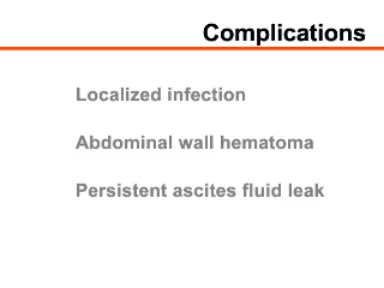 Complications
Localized infection
Abdominal wall hematoma
Persistent ascites fluid leak